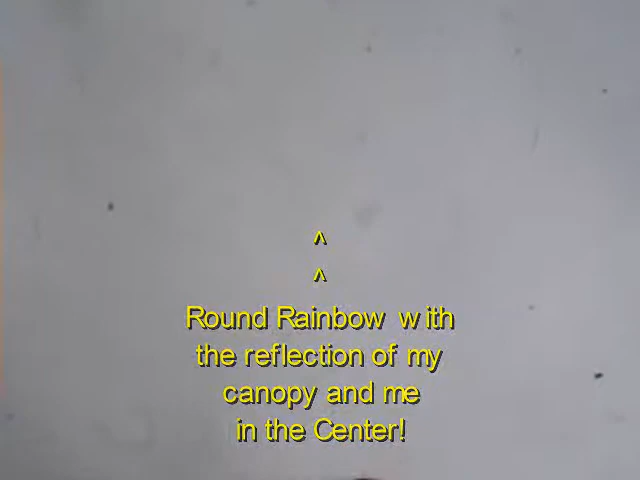 ^
^
Round Rainbow with
the reflection of my
canopy and me
in the Center!